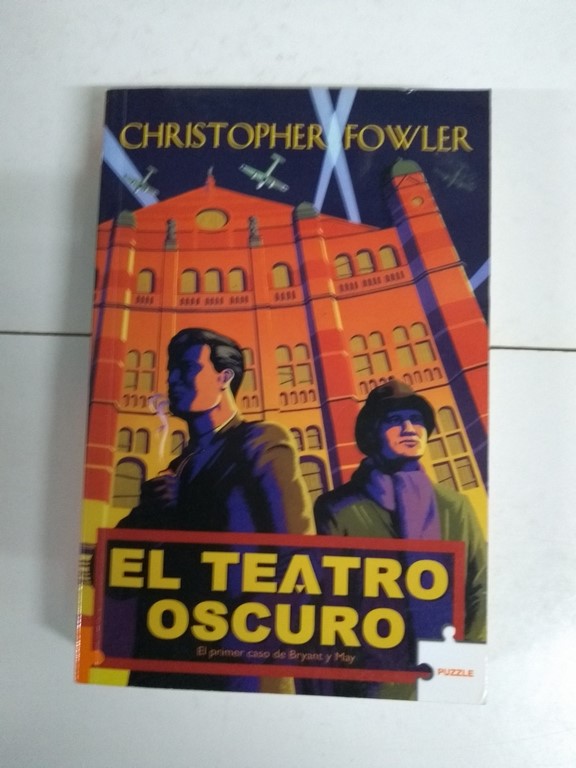 CHRISTOPHER FOWLER
EL TEATRO
OSCURO
El primer caso de Bryant y May
PUZZLE